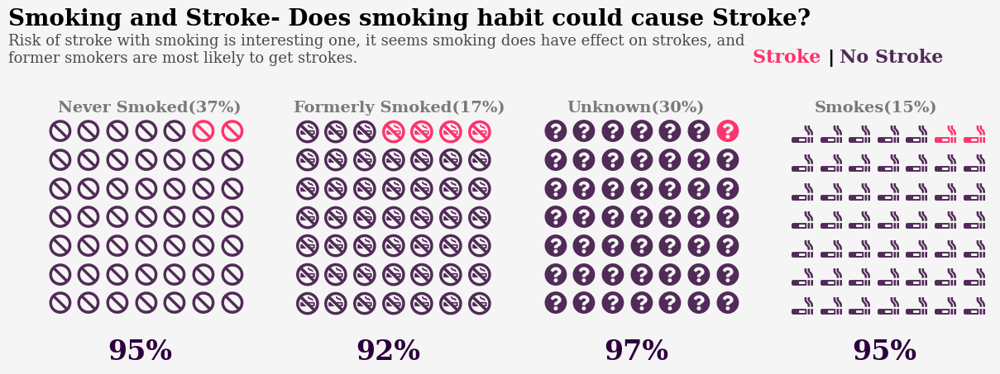 Smoking and Stroke- Does smoking habit could cause Stroke?
Risk of stroke with smoking is interesting one, it seems smoking does have effect on strokes, and
former smokers are most likely to get strokes.
Stroke | No Stroke
Never Smoked(37%)
Formerly Smoked(17%)
Unknown(30%)
Smokes(15%)
95%
92%
97%
95%